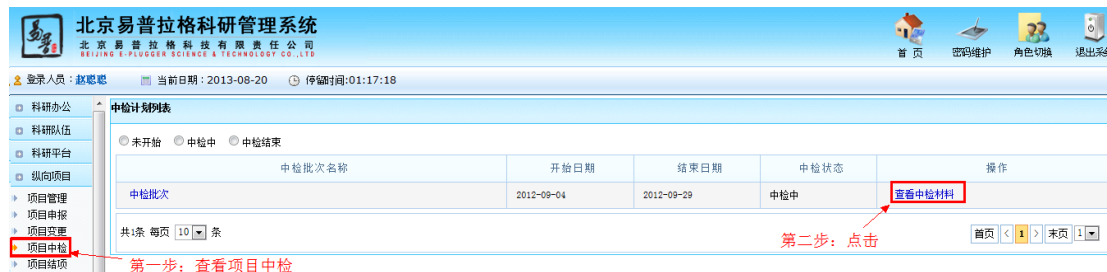 易普
北京易普拉格科研管理系统
北京易普拉格科技有限责任公司
BEIJING E-PLUGGER SCIENCE & TECHNOLOGY CO.,LTD
首 页 密码维护 角色切换 退出系
登录人员：赵聪聪 当前日期：2013-08-20 停留时间:01:17:18
科研办公
科研队伍
科研平台
纵向项目
项目管理
项目申报
项目变更
项目中检
项目结项
中检计划列表
未开始 中检中 中检结束
中检批次名称 开始日期 结束日期 中检状态 操作
中检批次 2012-09-04 2012-09-29 中检中 查看中检材料
共1条 每页 10 条 首页 < 1 > 末页 1
第二步：点击
第一步：查看项目中检